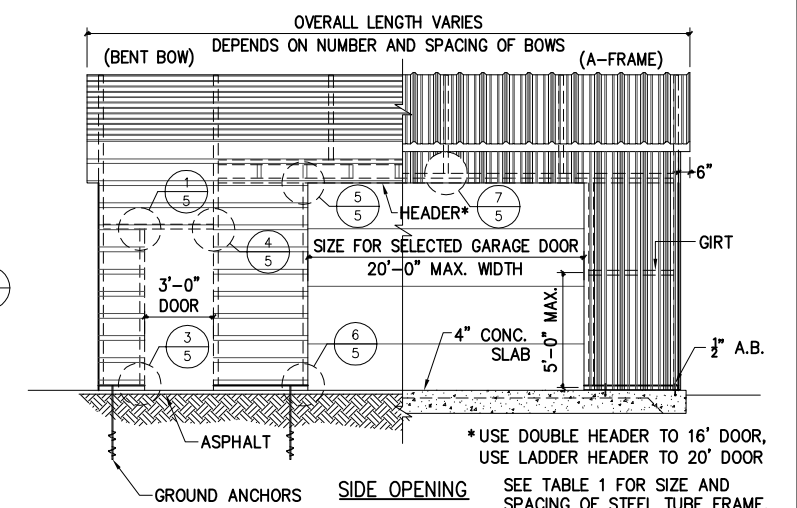 OVERALL LENGTH VARIES
DEPENDS ON NUMBER AND SPACING OF BOWS
(BENT BOW)
(A-FRAME)
6"
1
5
5
5
7
5
HEADER*
4
5
SIZE FOR SELECTED GARAGE DOOR
20'-0" MAX. WIDTH
GIRT
3'-0"
DOOR
5'-0" MAX.
3
5
6
5
4" CONC.
SLAB
½" A.B.
ASPHALT
*USE DOUBLE HEADER TO 16' DOOR,
USE LADDER HEADER TO 20' DOOR
GROUND ANCHORS
SIDE OPENING
SEE TABLE 1 FOR SIZE AND
SPACING OF STEEL TUBE FRAME